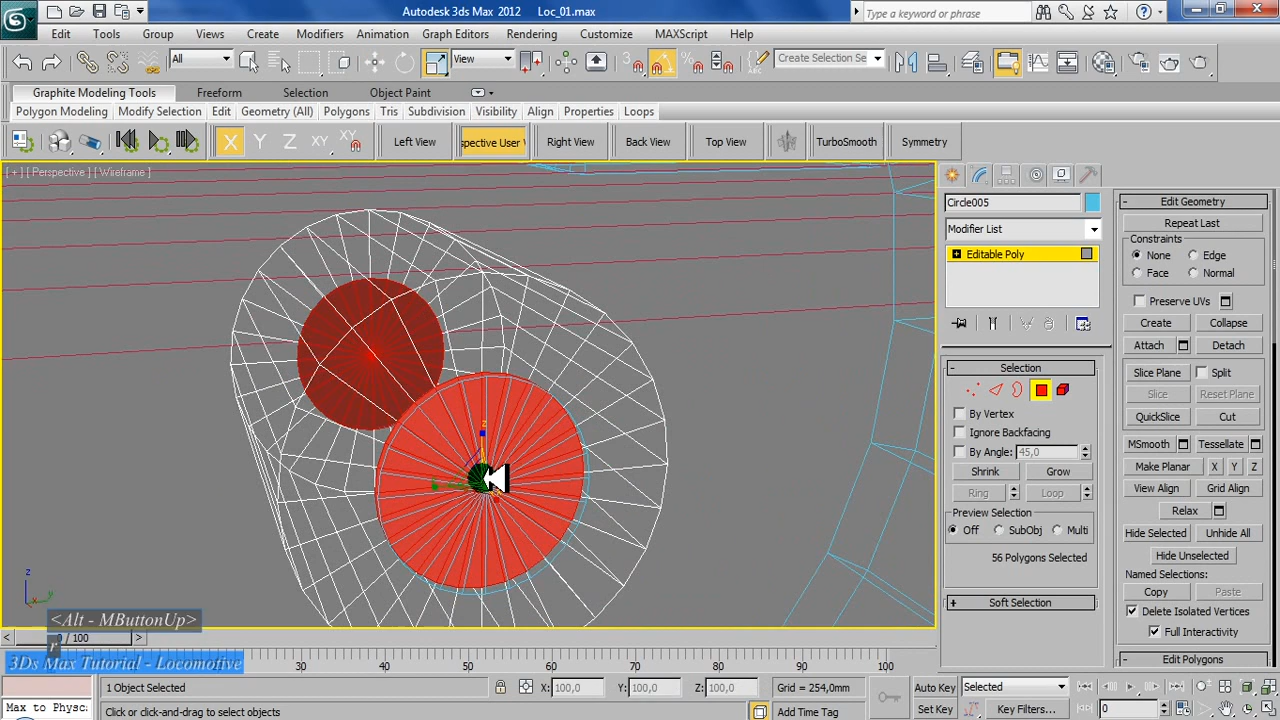 Autodesk 3ds Max 2012 Loc_01.max
Type a keyword or phrase
Edit Tools Group Views Create Modifiers Animation Graph Editors Rendering Customize MAXScript Help
All View Create Selection Se
Graphite Modeling Tools Freeform Selection Object Paint
Polygon Modeling Modify Selection Edit Geometry (All) Polygons Tris Subdivision Visibility Align Properties Loops
X Y Z XY XY Left View spective User V Right View Back View Top View TurboSmooth Symmetry
[ + ] [ Perspective ] [ Wireframe ]
Circle005
Modifier List
Editable Poly
- Selection
By Vertex
Ignore Backfacing
By Angle: 45,0
Shrink Grow
Ring Loop
Preview Selection
Off SubObj Multi
56 Polygons Selected
+ Soft Selection
- Edit Geometry
Repeat Last
Constraints
None Edge
Face Normal
Preserve UVs
Create Collapse
Attach Detach
Slice Plane Split
Slice Reset Plane
QuickSlice Cut
MSmooth Tessellate
Make Planar X Y Z
View Align Grid Align
Relax
Hide Selected Unhide All
Hide Unselected
Named Selections:
Copy Paste
Delete Isolated Vertices
Full Interactivity
- Edit Polygons
z
z
y
x
<Alt - MButtonUp>
r
/ 100
3Ds Max Tutorial - Locomotive
30 40 50 60 70 80 90 100
1 Object Selected X: 100,0 Y: 100,0 Z: 100,0 Grid = 254,0mm Auto Key Selected
Max to Physc
Click or click-and-drag to select objects Add Time Tag Set Key Key Filters... 0